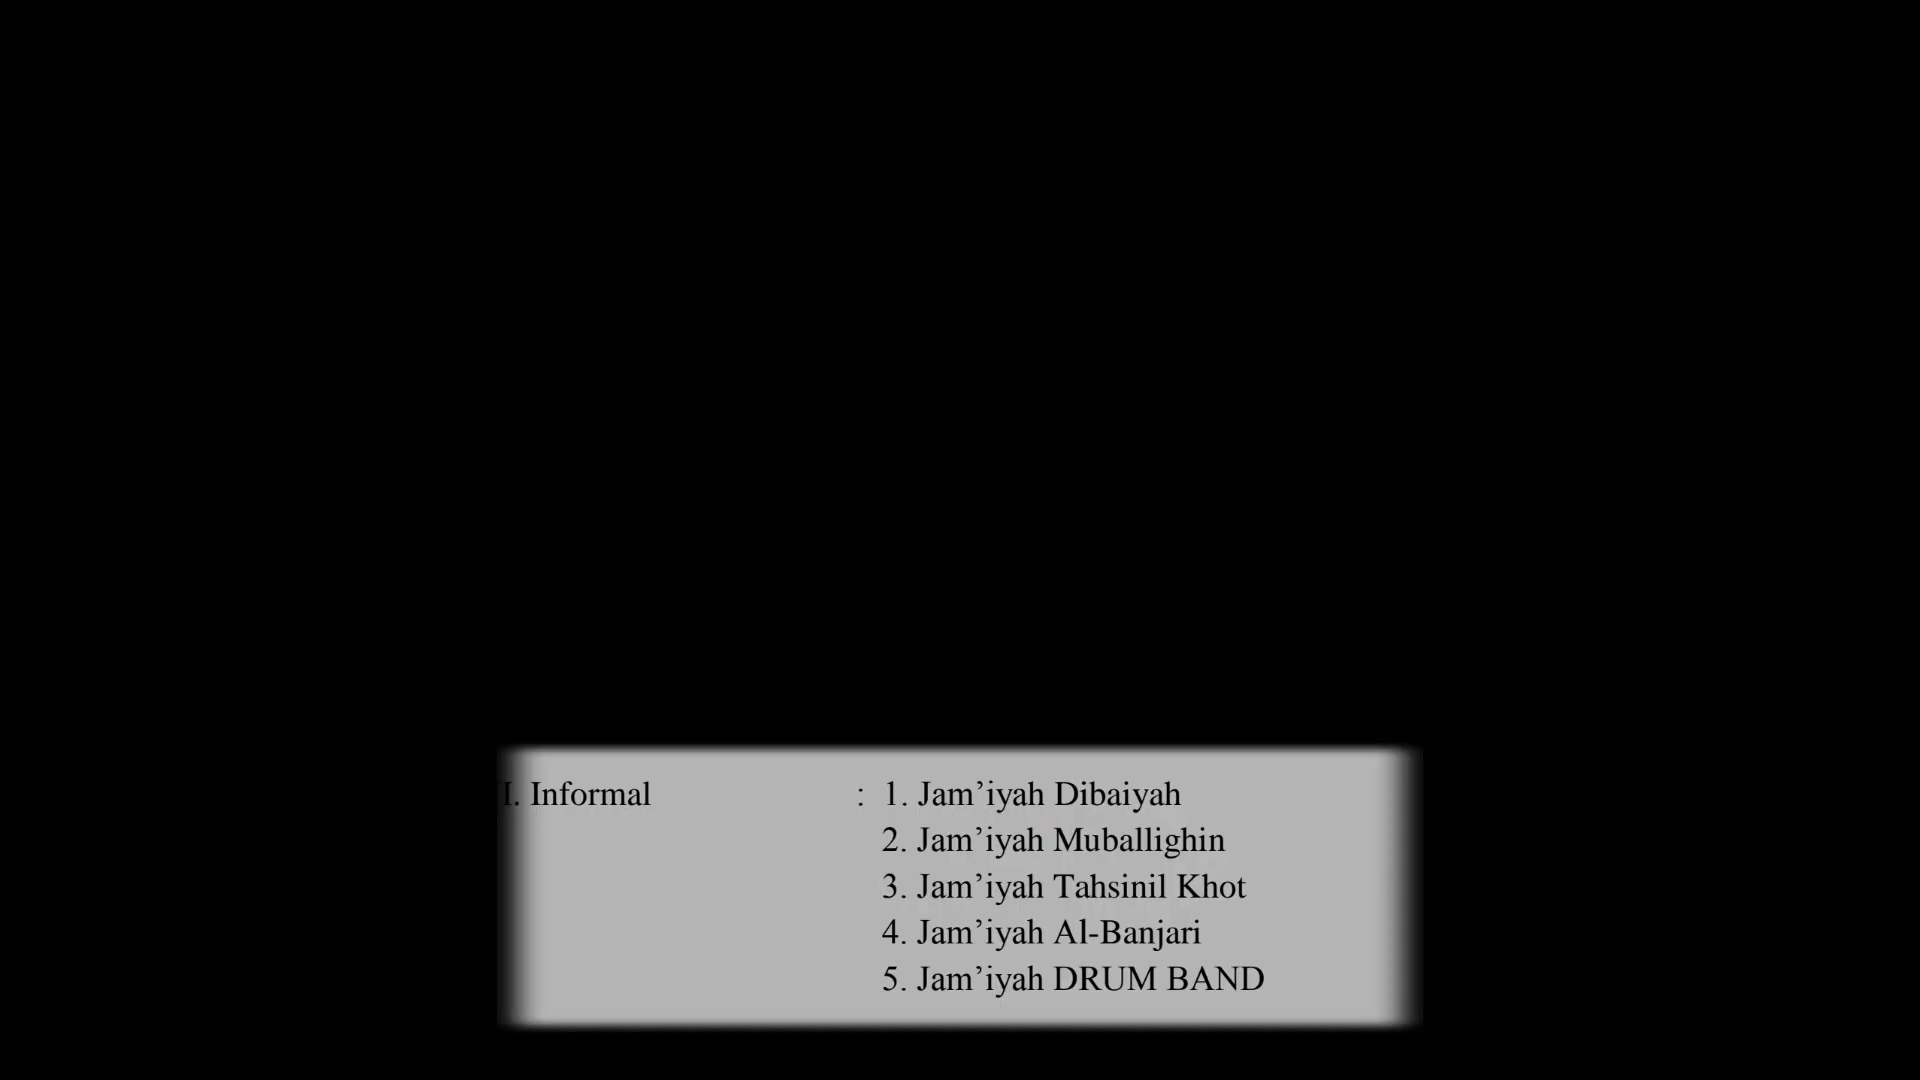 I. Informal : 1. Jam’iyah Dibaiyah
2. Jam’iyah Muballighin
3. Jam’iyah Tahsinil Khot
4. Jam’iyah Al-Banjari
5. Jam’iyah DRUM BAND